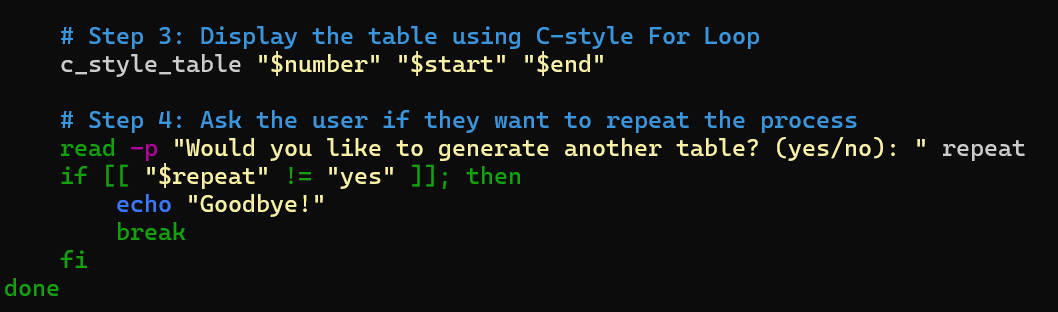 # Step 3: Display the table using C-style For Loop
c_style_table "$number" "$start" "$end"
# Step 4: Ask the user if they want to repeat the process
read -p "Would you like to generate another table? (yes/no): " repeat
if [[ "$repeat" != "yes" ]]; then
echo "Goodbye!"
break
fi
done